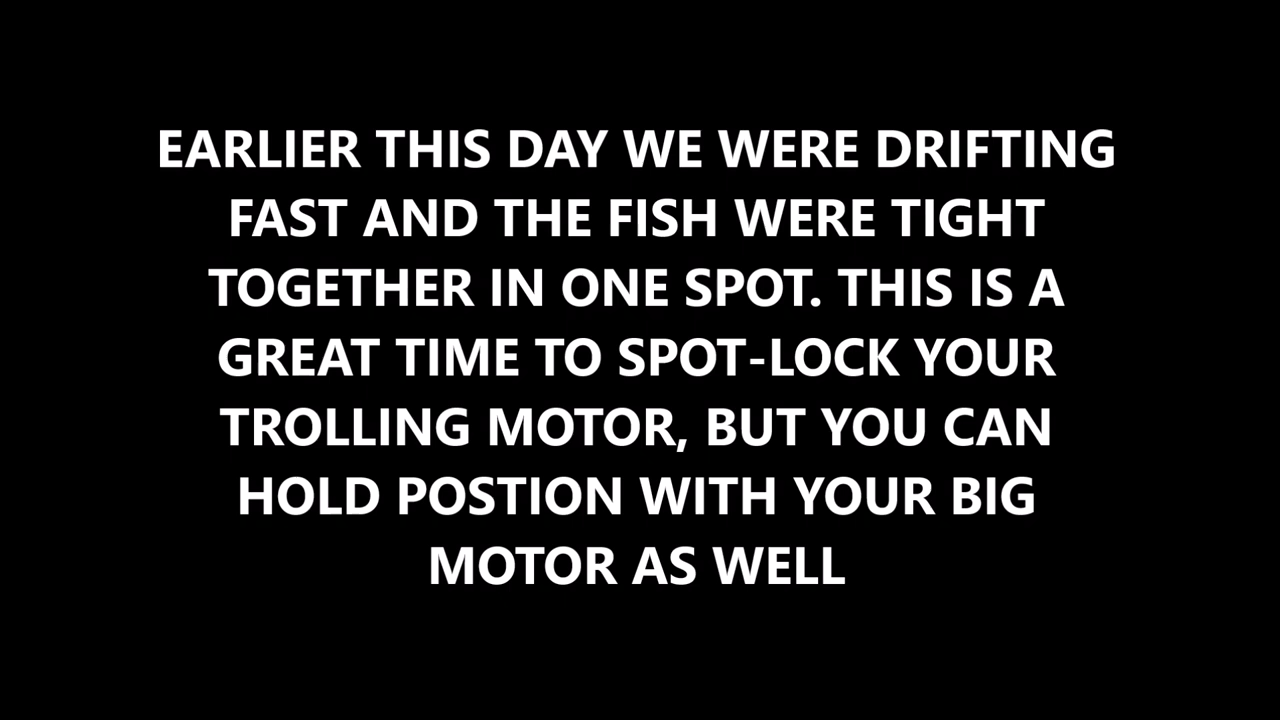 EARLIER THIS DAY WE WERE DRIFTING
FAST AND THE FISH WERE TIGHT
TOGETHER IN ONE SPOT. THIS IS A
GREAT TIME TO SPOT-LOCK YOUR
TROLLING MOTOR, BUT YOU CAN
HOLD POSTION WITH YOUR BIG
MOTOR AS WELL